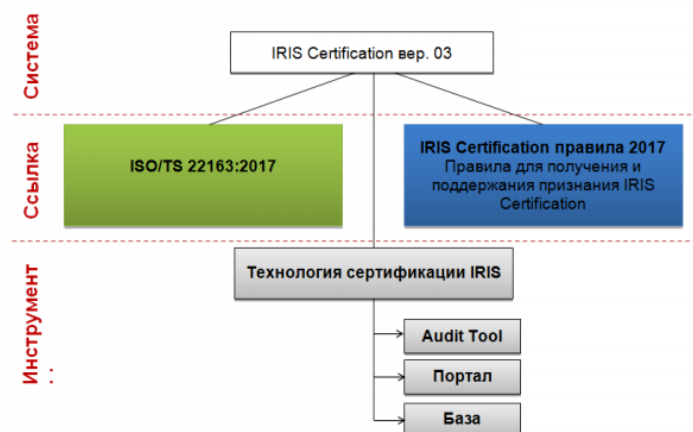 Система
IRIS Certification вер. 03
Ссылка
ISO/TS 22163:2017
IRIS Certification правила 2017
Правила для получения и
поддержания признания IRIS
Certification
Инструмент
Технология сертификации IRIS
Audit Tool
Портал
База